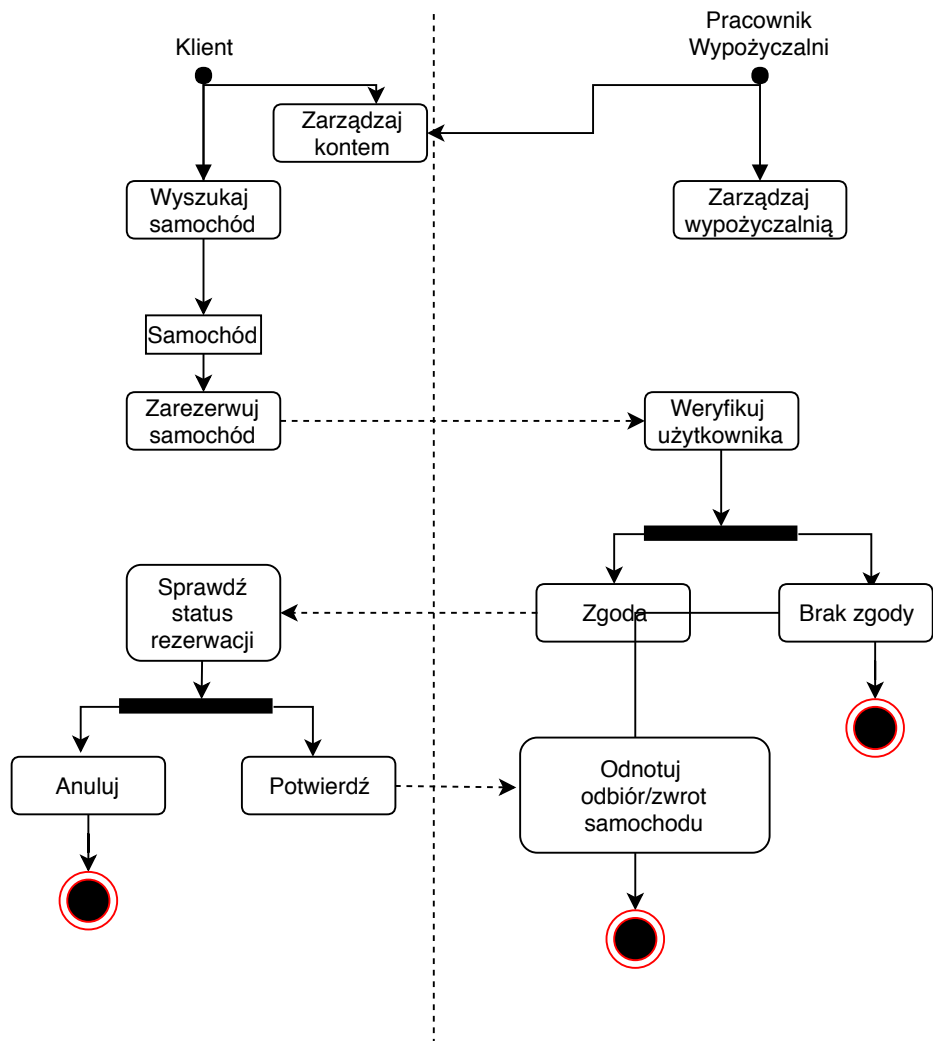 Klient
Pracownik
Wypożyczalni
Zarządzaj
kontem
Wyszukaj
samochód
Zarządzaj
wypożyczalnią
Samochód
Zarezerwuj
samochód
Weryfikuj
użytkownika
Sprawdź
status
rezerwacji
Zgoda
Brak zgody
Anuluj
Potwierdź
Odnotuj
odbiór/zwrot
samochodu